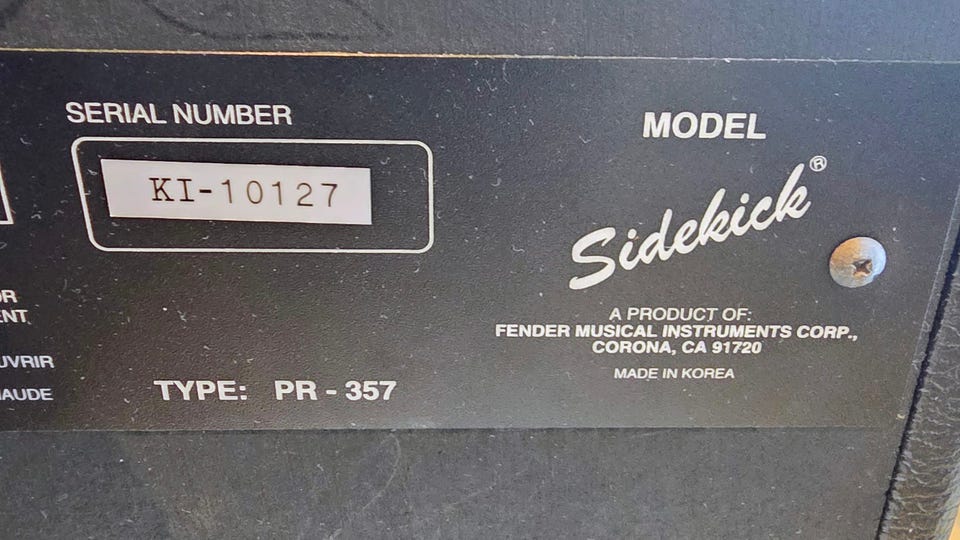 SERIAL NUMBER
KI-10127
MODEL
Sidekick®
A PRODUCT OF:
FENDER MUSICAL INSTRUMENTS CORP.,
CORONA, CA 91720
MADE IN KOREA
TYPE: PR - 357